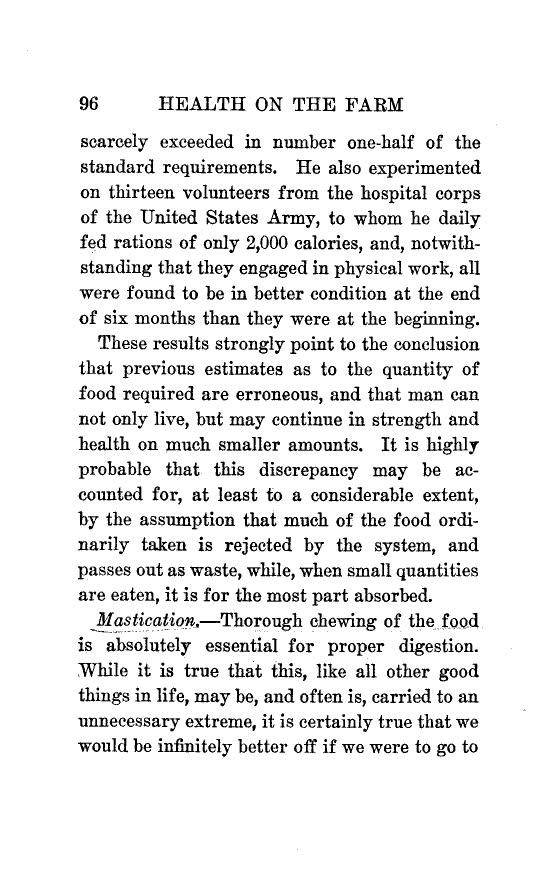 96 HEALTH ON THE FARM
scarcely exceeded in number one-half of the
standard requirements. He also experimented
on thirteen volunteers from the hospital corps
of the United States Army, to whom he daily
fed rations of only 2,000 calories, and, notwith-
standing that they engaged in physical work, all
were found to be in better condition at the end
of six months than they were at the beginning.
These results strongly point to the conclusion
that previous estimates as to the quantity of
food required are erroneous, and that man can
not only live, but may continue in strength and
health on much smaller amounts. It is highly
probable that this discrepancy may be ac-
counted for, at least to a considerable extent,
by the assumption that much of the food ordi-
narily taken is rejected by the system, and
passes out as waste, while, when small quantities
are eaten, it is for the most part absorbed.
Mastication.—Thorough chewing of the food
is absolutely essential for proper digestion.
While it is true that this, like all other good
things in life, may be, and often is, carried to an
unnecessary extreme, it is certainly true that we
would be infinitely better off if we were to go to